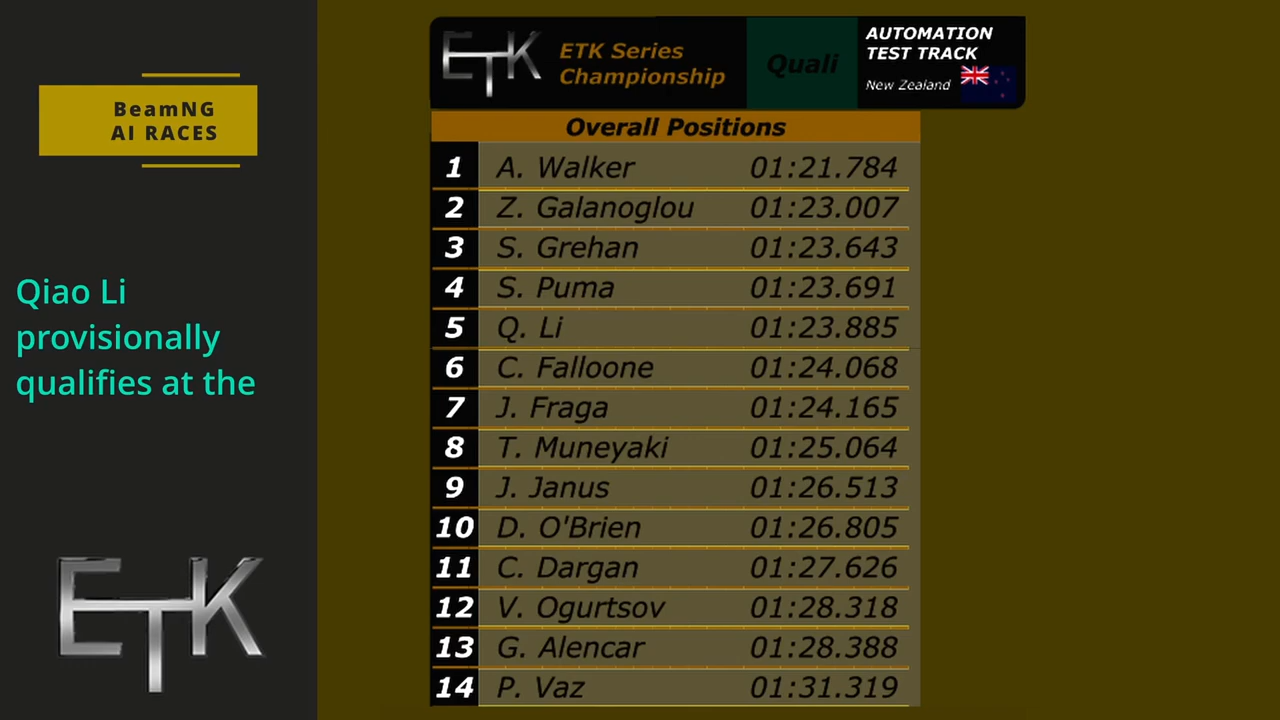 BeamNG
AI RACES
Qiao Li
provisionally
qualifies at the
ETK
ETK
ETK Series
Championship
Quali
AUTOMATION
TEST TRACK
New Zealand
Overall Positions
1 A. Walker 01:21.784
2 Z. Galanoglou 01:23.007
3 S. Grehan 01:23.643
4 S. Puma 01:23.691
5 Q. Li 01:23.885
6 C. Falloone 01:24.068
7 J. Fraga 01:24.165
8 T. Muneyaki 01:25.064
9 J. Janus 01:26.513
10 D. O'Brien 01:26.805
11 C. Dargan 01:27.626
12 V. Ogurtsov 01:28.318
13 G. Alencar 01:28.388
14 P. Vaz 01:31.319